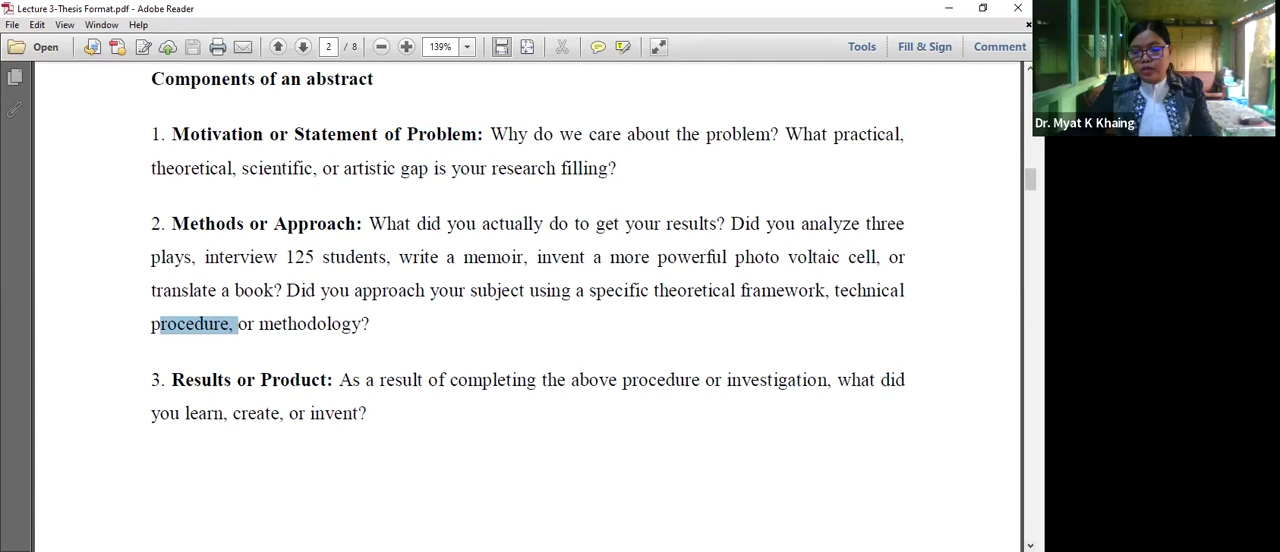 Lecture 3-Thesis Format.pdf - Adobe Reader
File Edit View Window Help
Open 2 / 8 139% Tools Fill & Sign Comment
Components of an abstract
1. Motivation or Statement of Problem: Why do we care about the problem? What practical,
theoretical, scientific, or artistic gap is your research filling?
2. Methods or Approach: What did you actually do to get your results? Did you analyze three
plays, interview 125 students, write a memoir, invent a more powerful photo voltaic cell, or
translate a book? Did you approach your subject using a specific theoretical framework, technical
procedure, or methodology?
3. Results or Product: As a result of completing the above procedure or investigation, what did
you learn, create, or invent?
Dr. Myat K Khaing